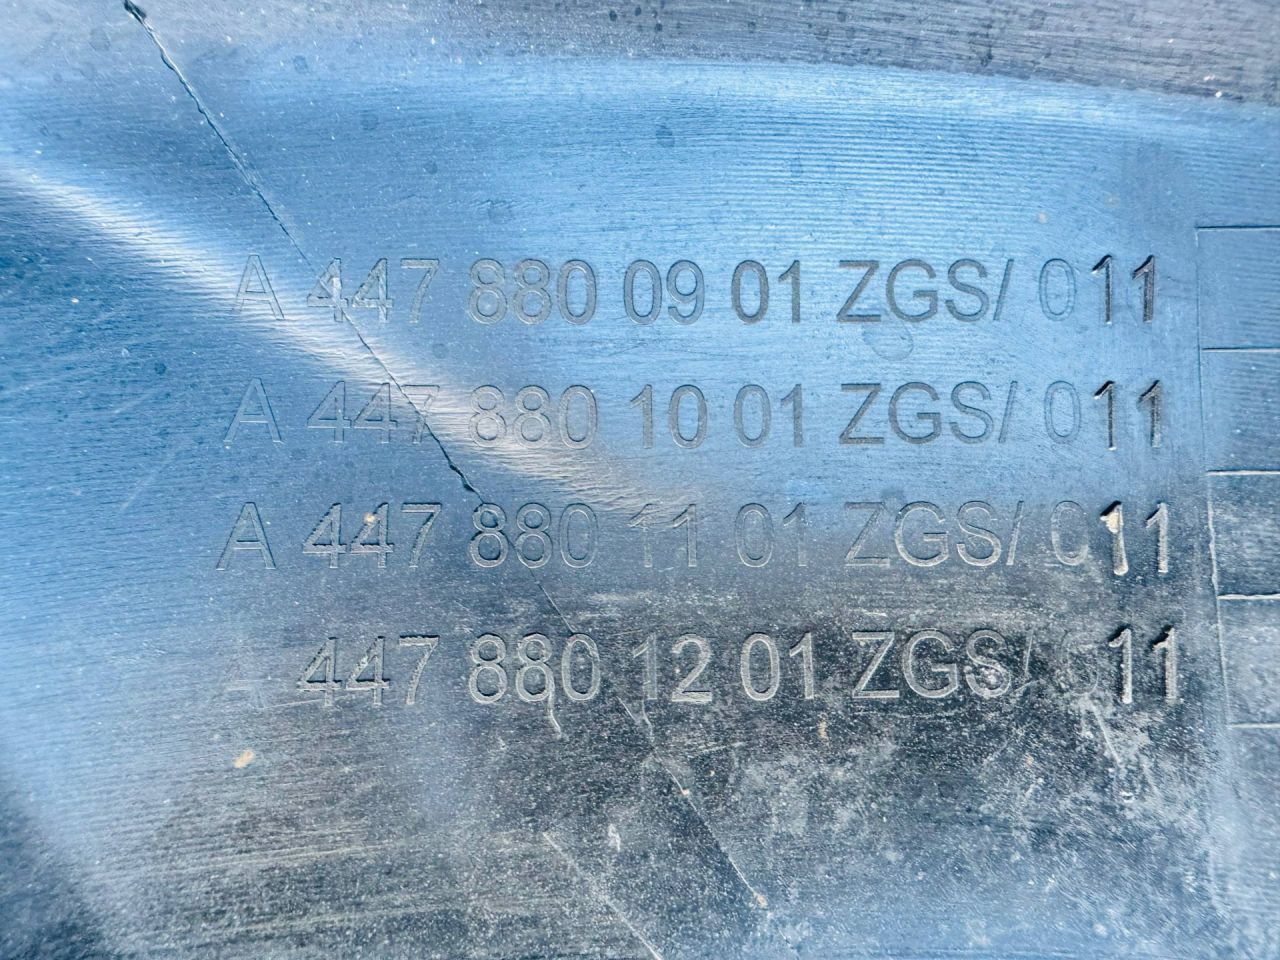 A 447 880 09 01 ZGS/ 011
A 447 880 10 01 ZGS/ 011
A 447 880 11 01 ZGS/ 011
- 447 880 12 01 ZGS/ 011